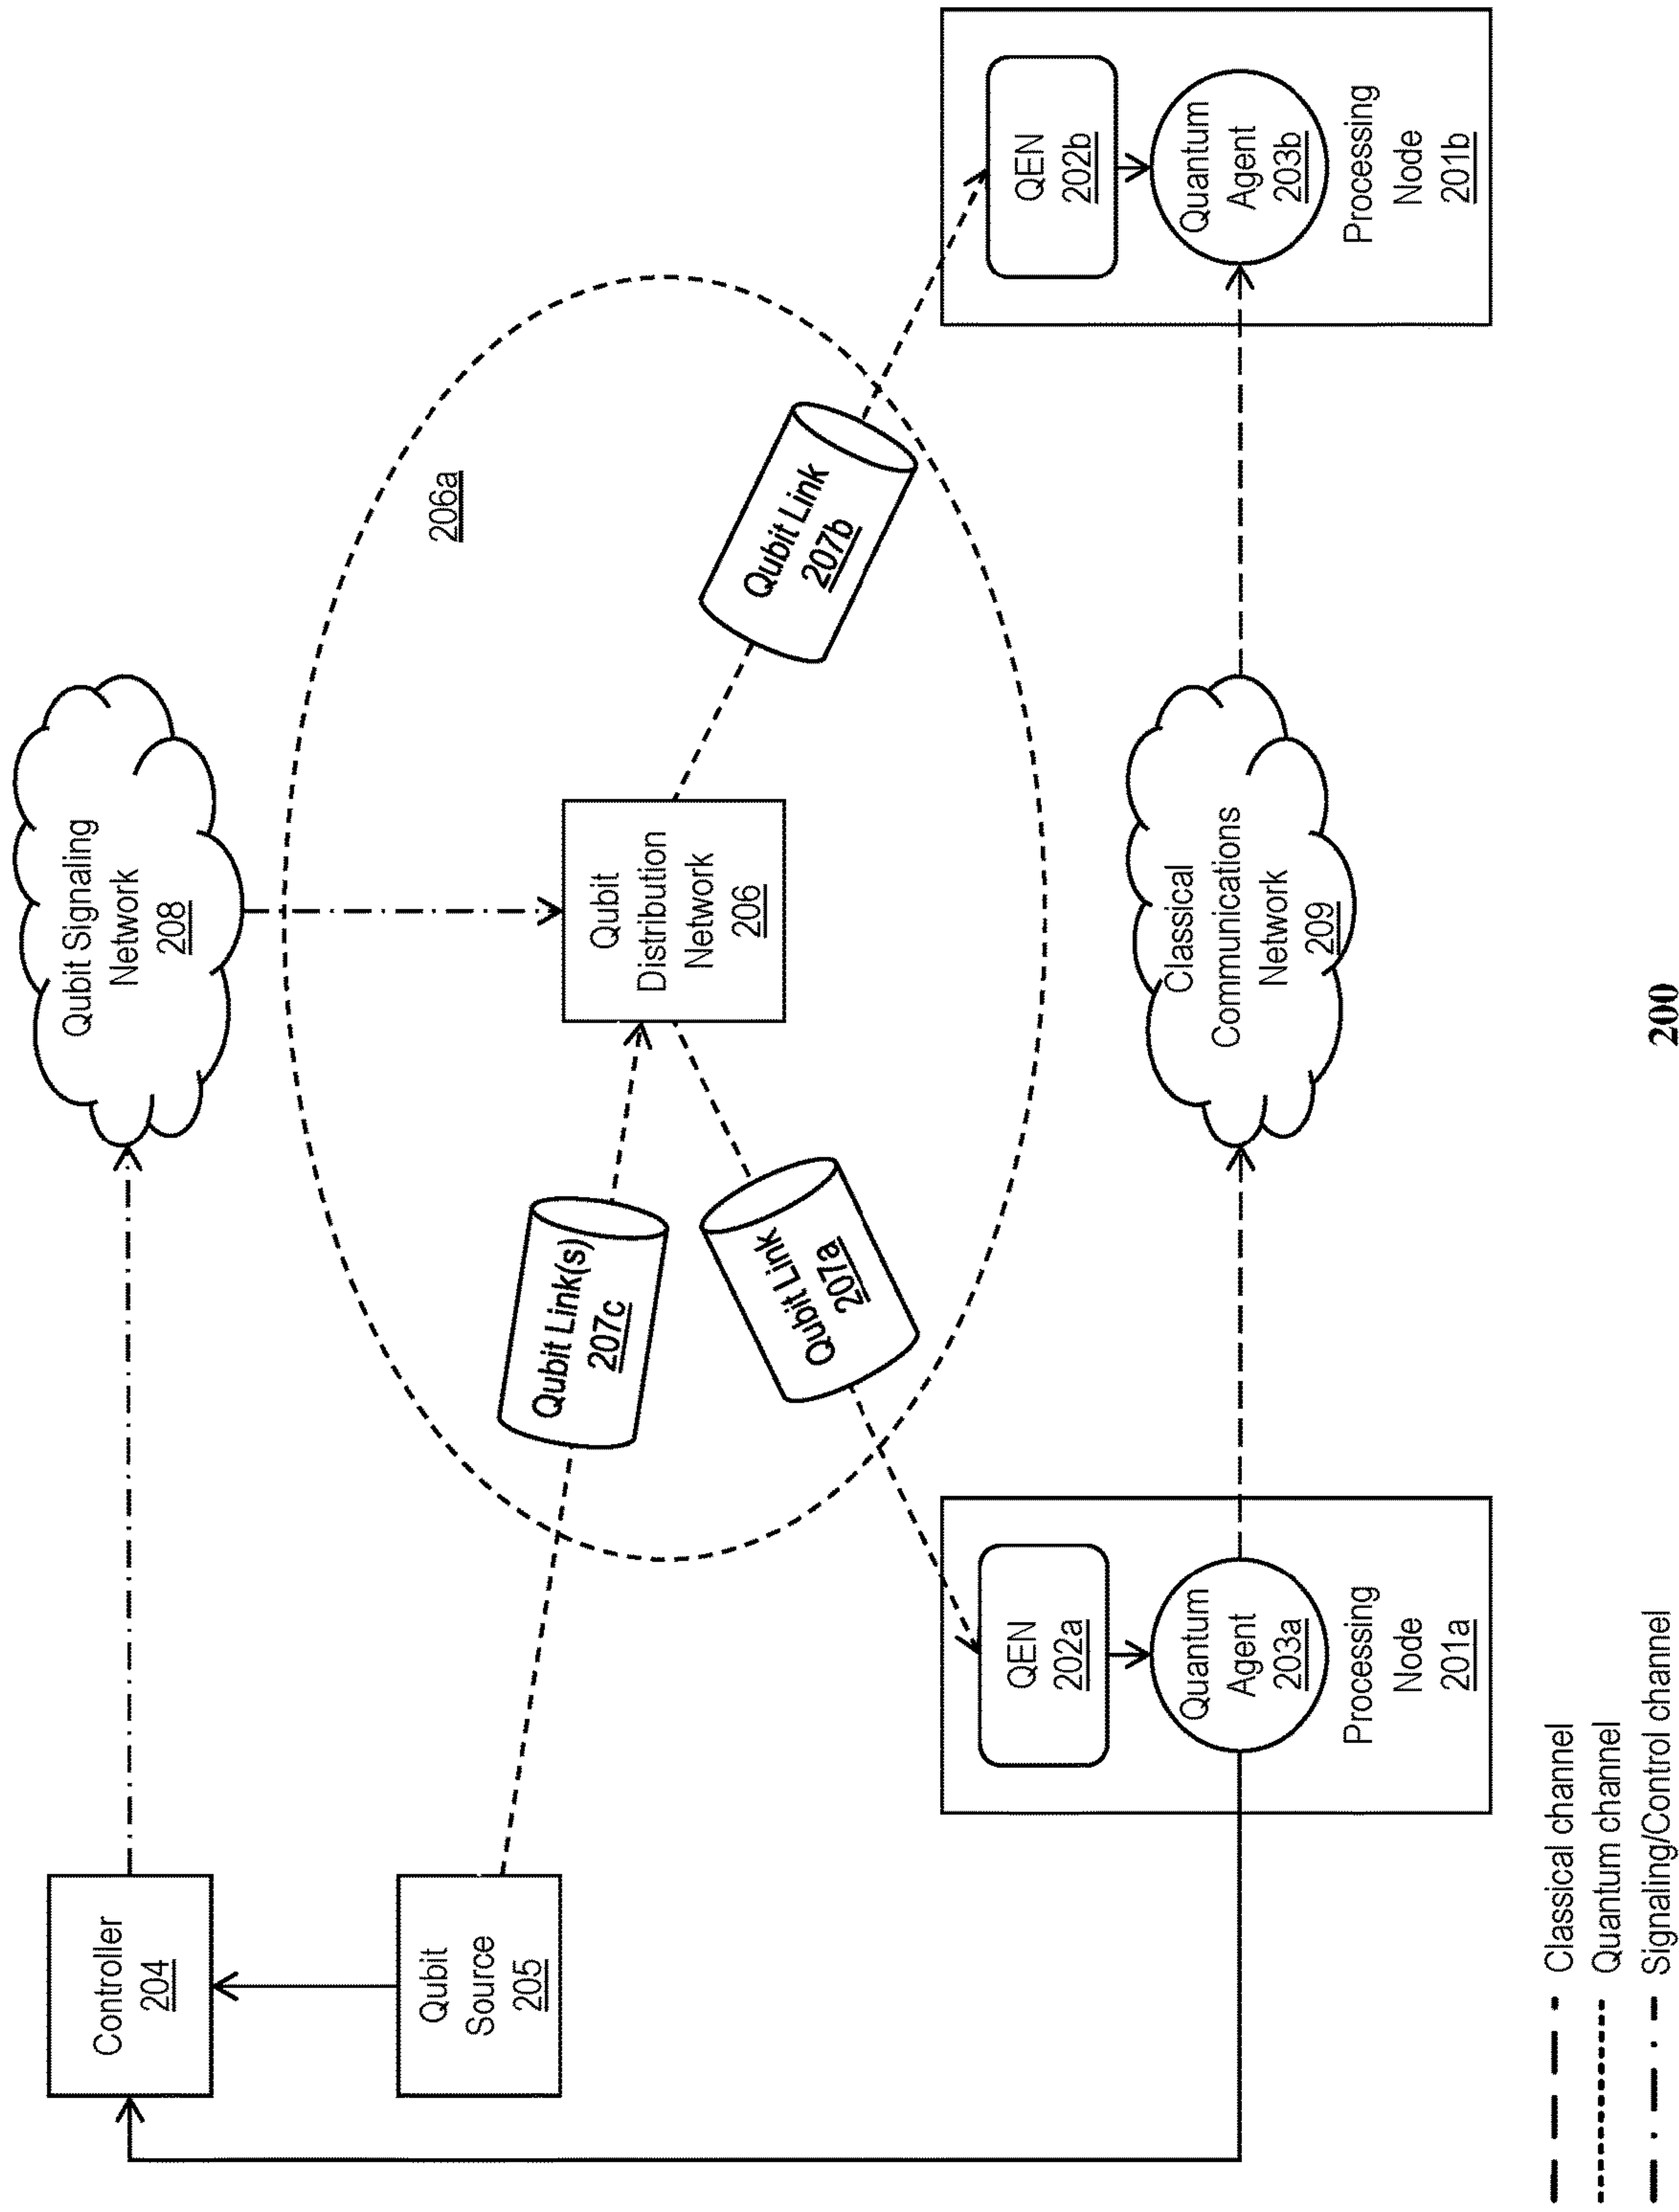 Controller
204
Qubit Signaling
Network
208
Qubit
Source
205
206a
Qubit Link(s)
207c
Qubit
Distribution
Network
206
Qubit Link
207a
Qubit Link
207b
QEN
202a
Quantum
Agent
203a
Processing
Node
201a
Classical
Communications
Network
209
QEN
202b
Quantum
Agent
203b
Processing
Node
201b
Classical channel
Quantum channel
Signaling/Control channel
200